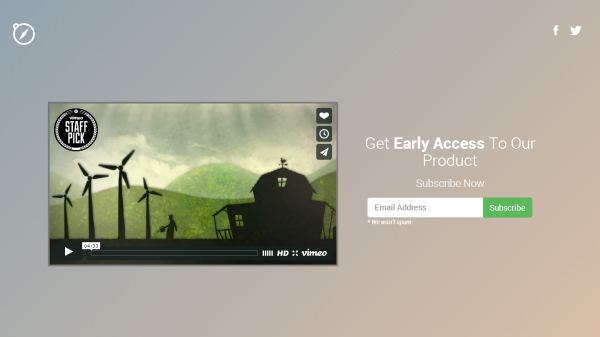 vimeo
STAFF
PICK
04:33
HD vimeo
Get Early Access To Our
Product
Subscribe Now
Email Address Subscribe
* We won't spam